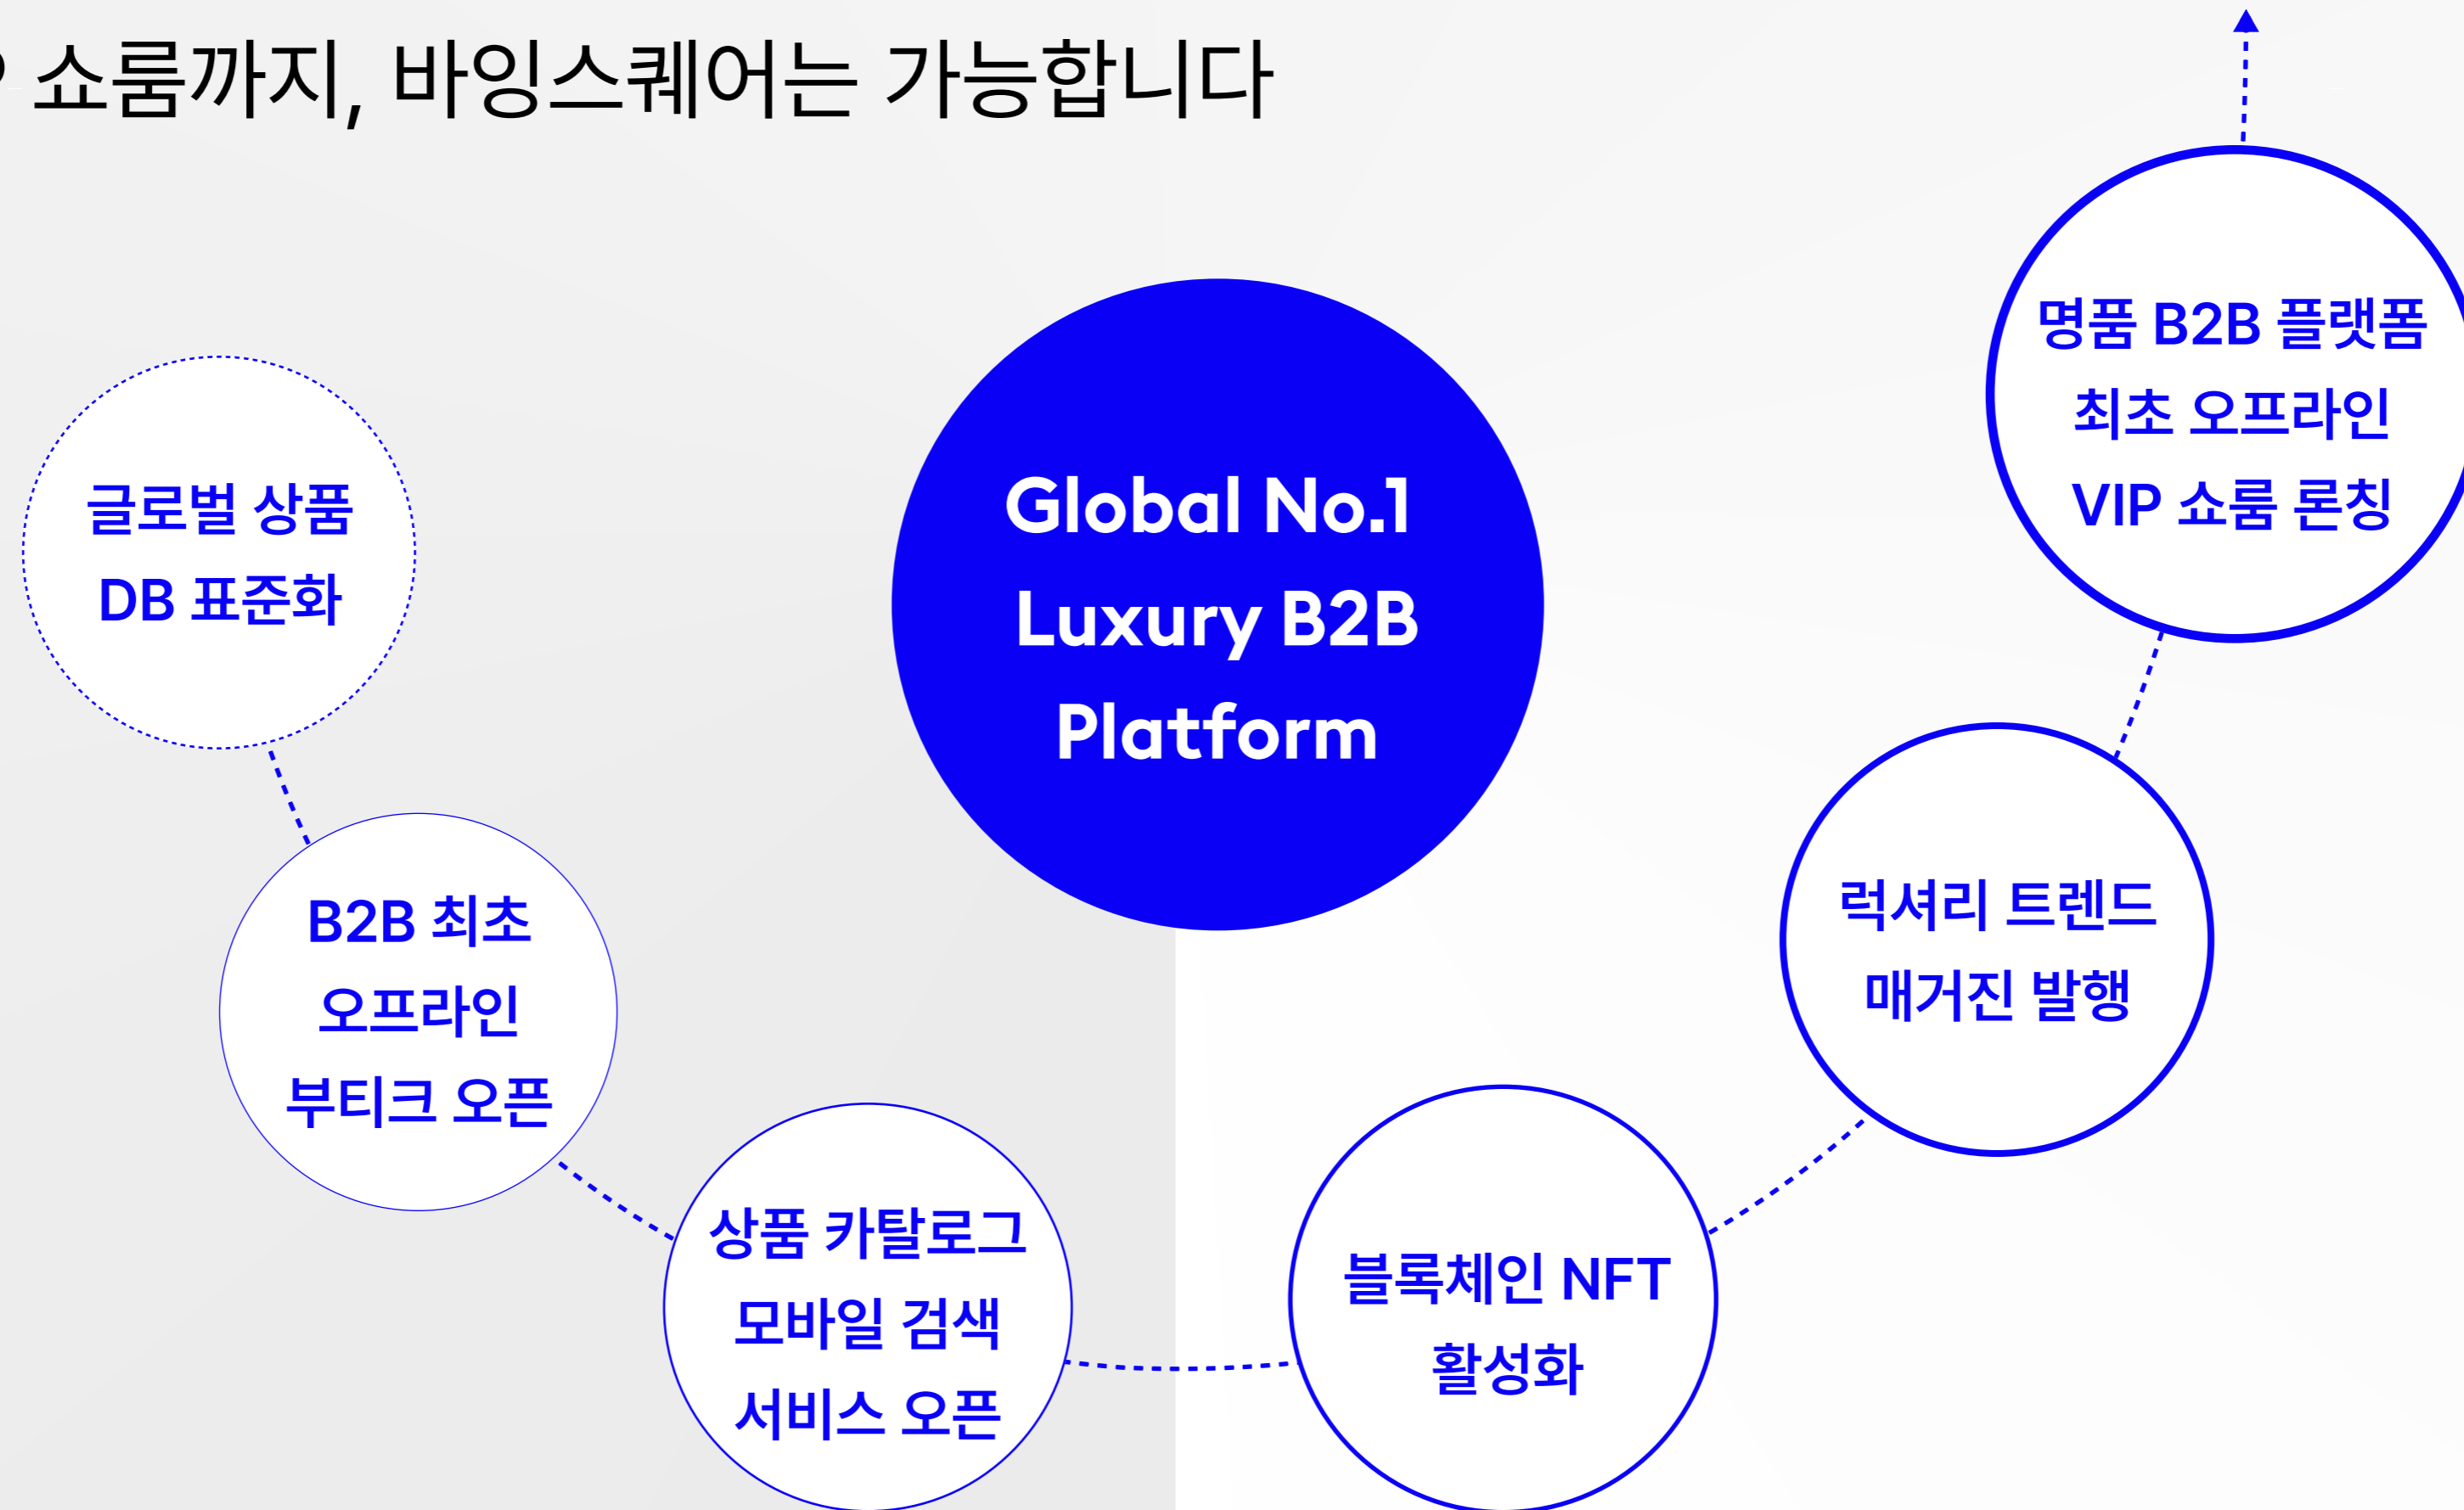 쇼룸까지, 바잉스퀘어는 가능합니다
글로벌 상품
DB 표준화
B2B 최초
오프라인
부티크 오픈
상품 카탈로그
모바일 검색
서비스 오픈
Global No.1
Luxury B2B
Platform
블록체인 NFT
활성화
럭셔리 트렌드
매거진 발행
명품 B2B 플랫폼
최초 오프라인
VIP 쇼룸 론칭